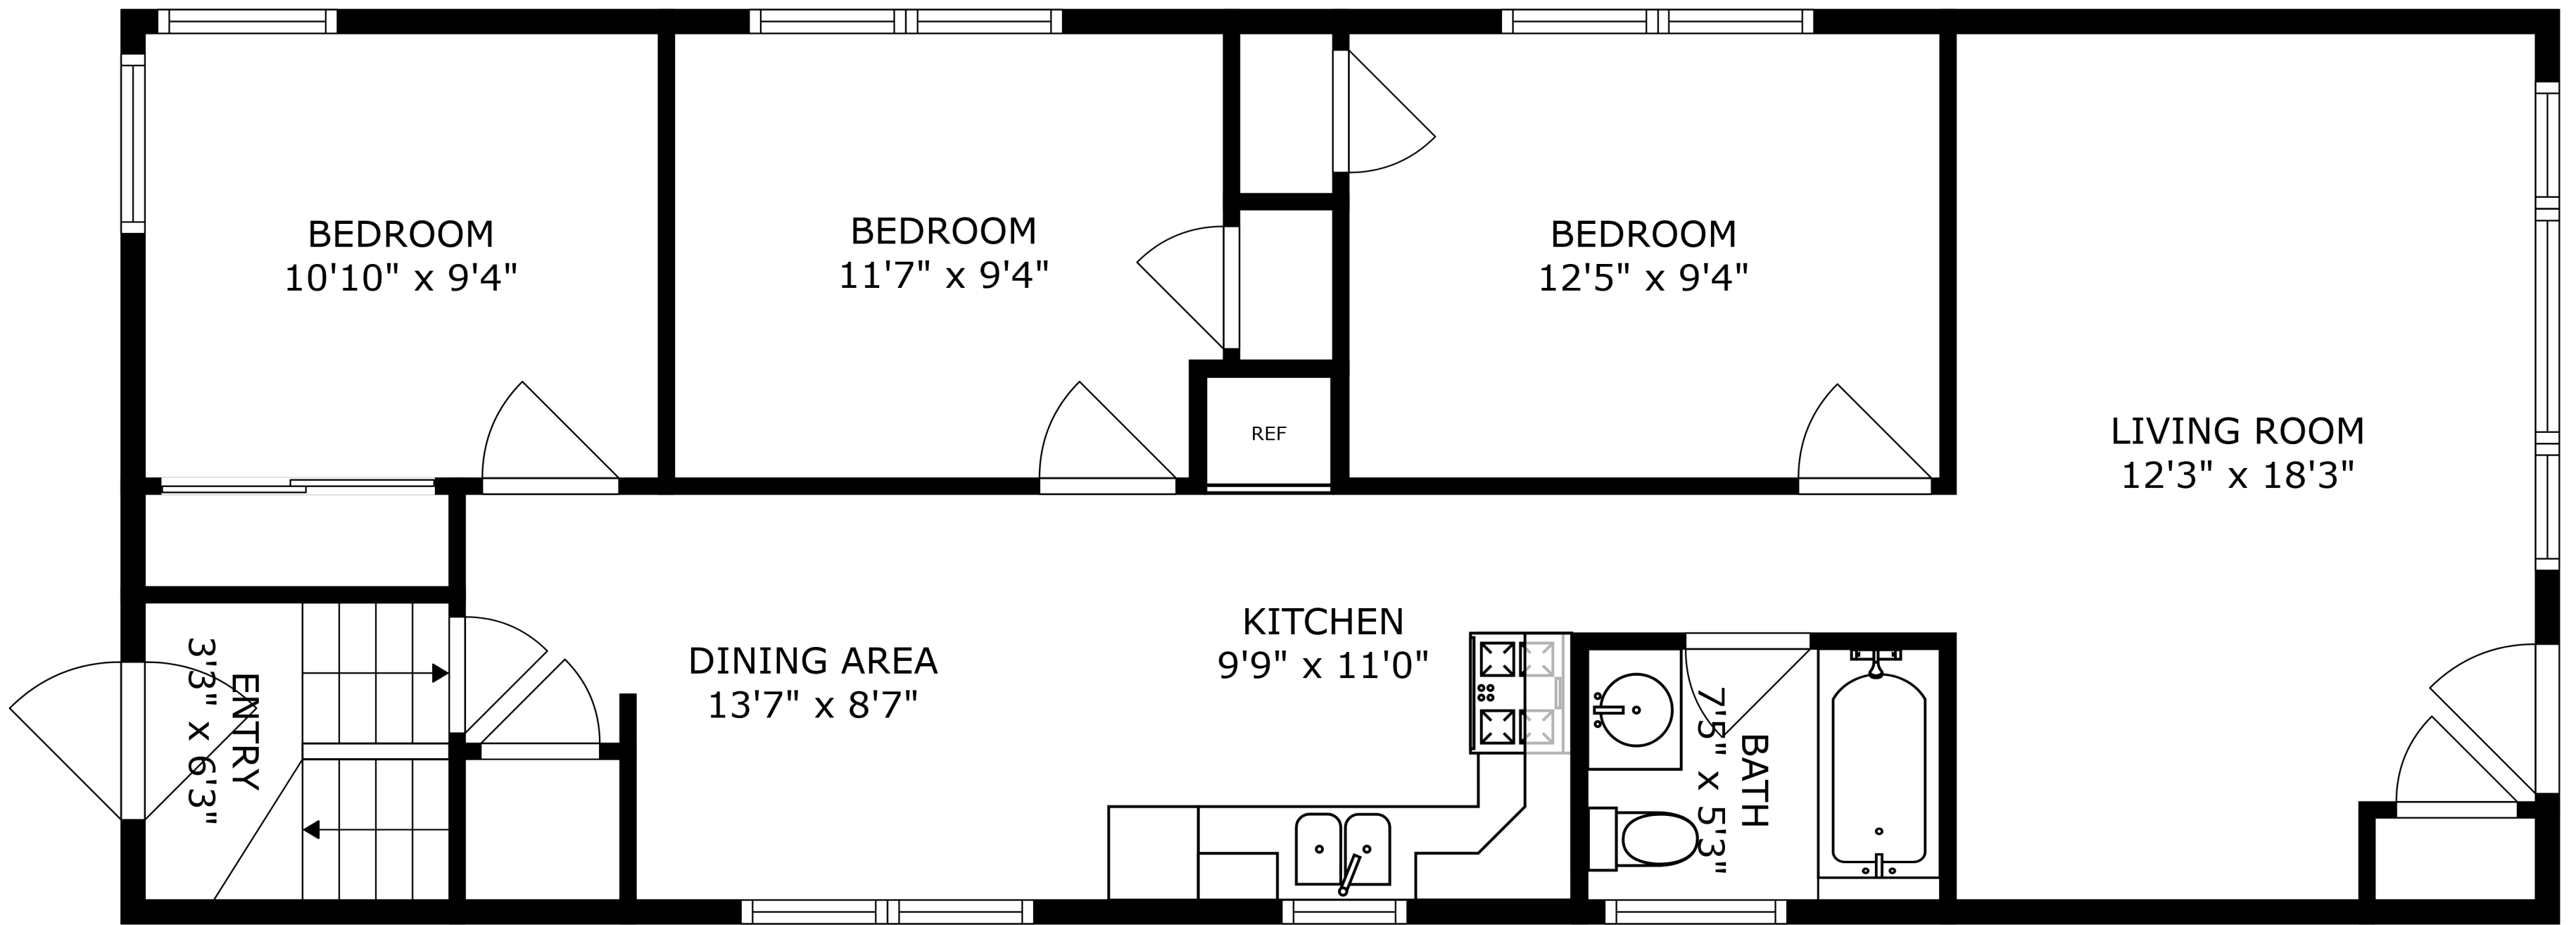 BEDROOM
10'10" x 9'4"
BEDROOM
11'7" x 9'4"
BEDROOM
12'5" x 9'4"
REF
LIVING ROOM
12'3" x 18'3"
KITCHEN
9'9" x 11'0"
DINING AREA
13'7" x 8'7"
ENTRY
3'3" x 6'3"
BATH
7'5" x 5'3"